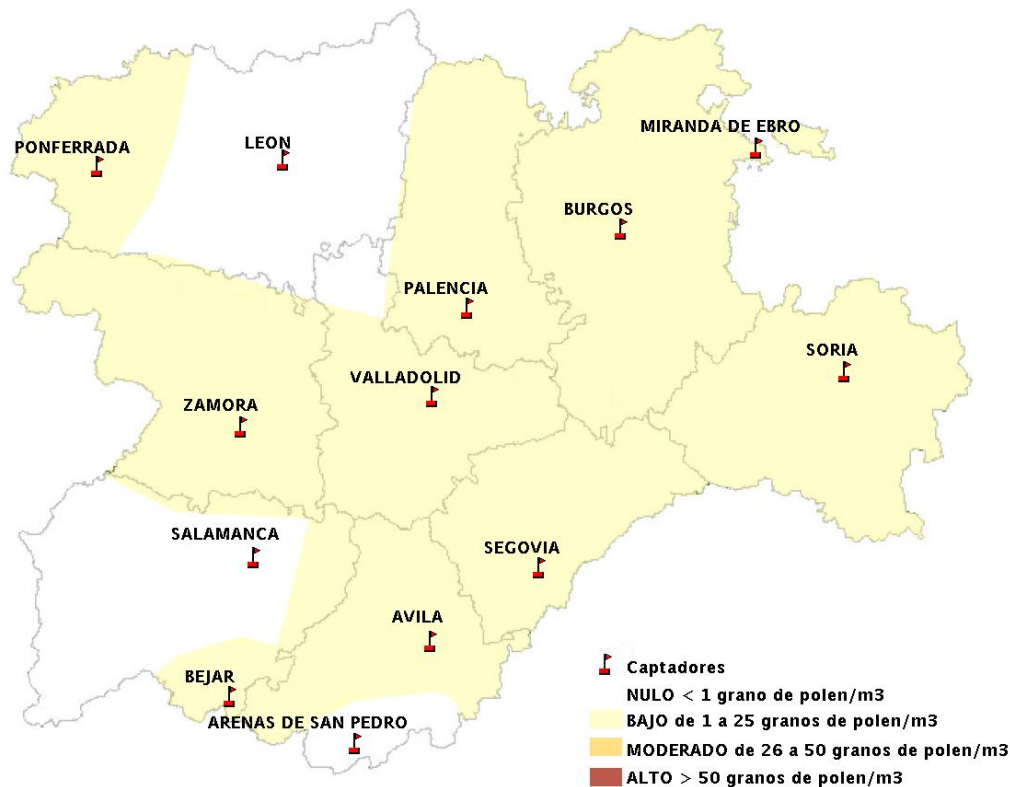 MIRANDA DE EBRO
PONFERRADA
LEON
BURGOS
PALENCIA
SORIA
VALLADOLID
ZAMORA
SALAMANCA
SEGOVIA
AVILA
BEJAR
ARENAS DE SAN PEDRO
Captadores
NULO < 1 grano de polen/m3
BAJO de 1 a 25 granos de polen/m3
MODERADO de 26 a 50 granos de polen/m3
ALTO > 50 granos de polen/m3